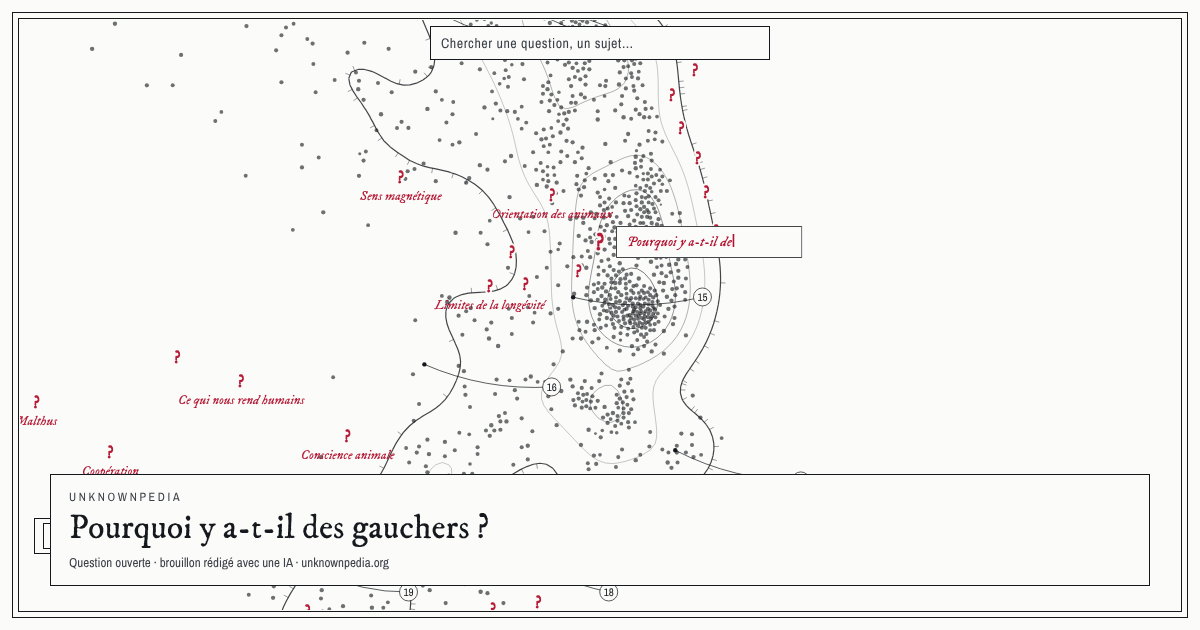 Chercher une question, un sujet...
?
?
?
?
?
?
Sens magnétique
?
Orientation des animaux
?
Pourquoi y a-t-il de
?
?
?
?
Limites de la longévité
15
?
?
Ce qui nous rend humains
16
?
Malthus
?
Conscience animale
?
Coopération
UNKNOWNPEDIA
Pourquoi y a-t-il des gauchers ?
Question ouverte · brouillon rédigé avec une IA · unknownpedia.org
19
18
?
?
?